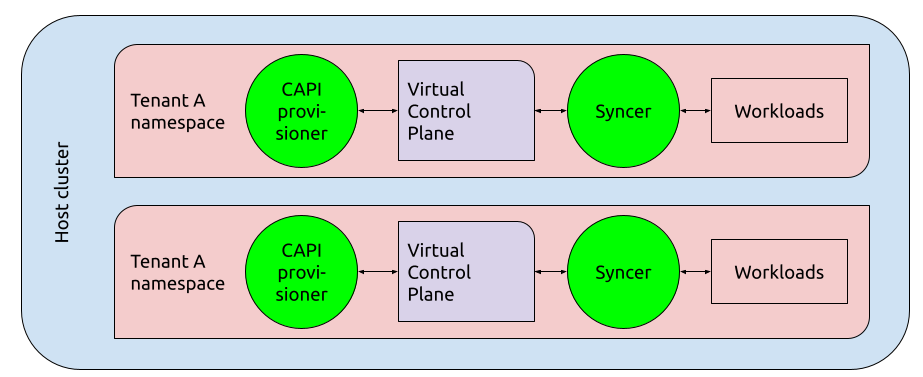 Host cluster
Tenant A
namespace
CAPI
provi-
sioner
Virtual
Control
Plane
Syncer
Workloads
Tenant A
namespace
CAPI
provi-
sioner
Virtual
Control
Plane
Syncer
Workloads